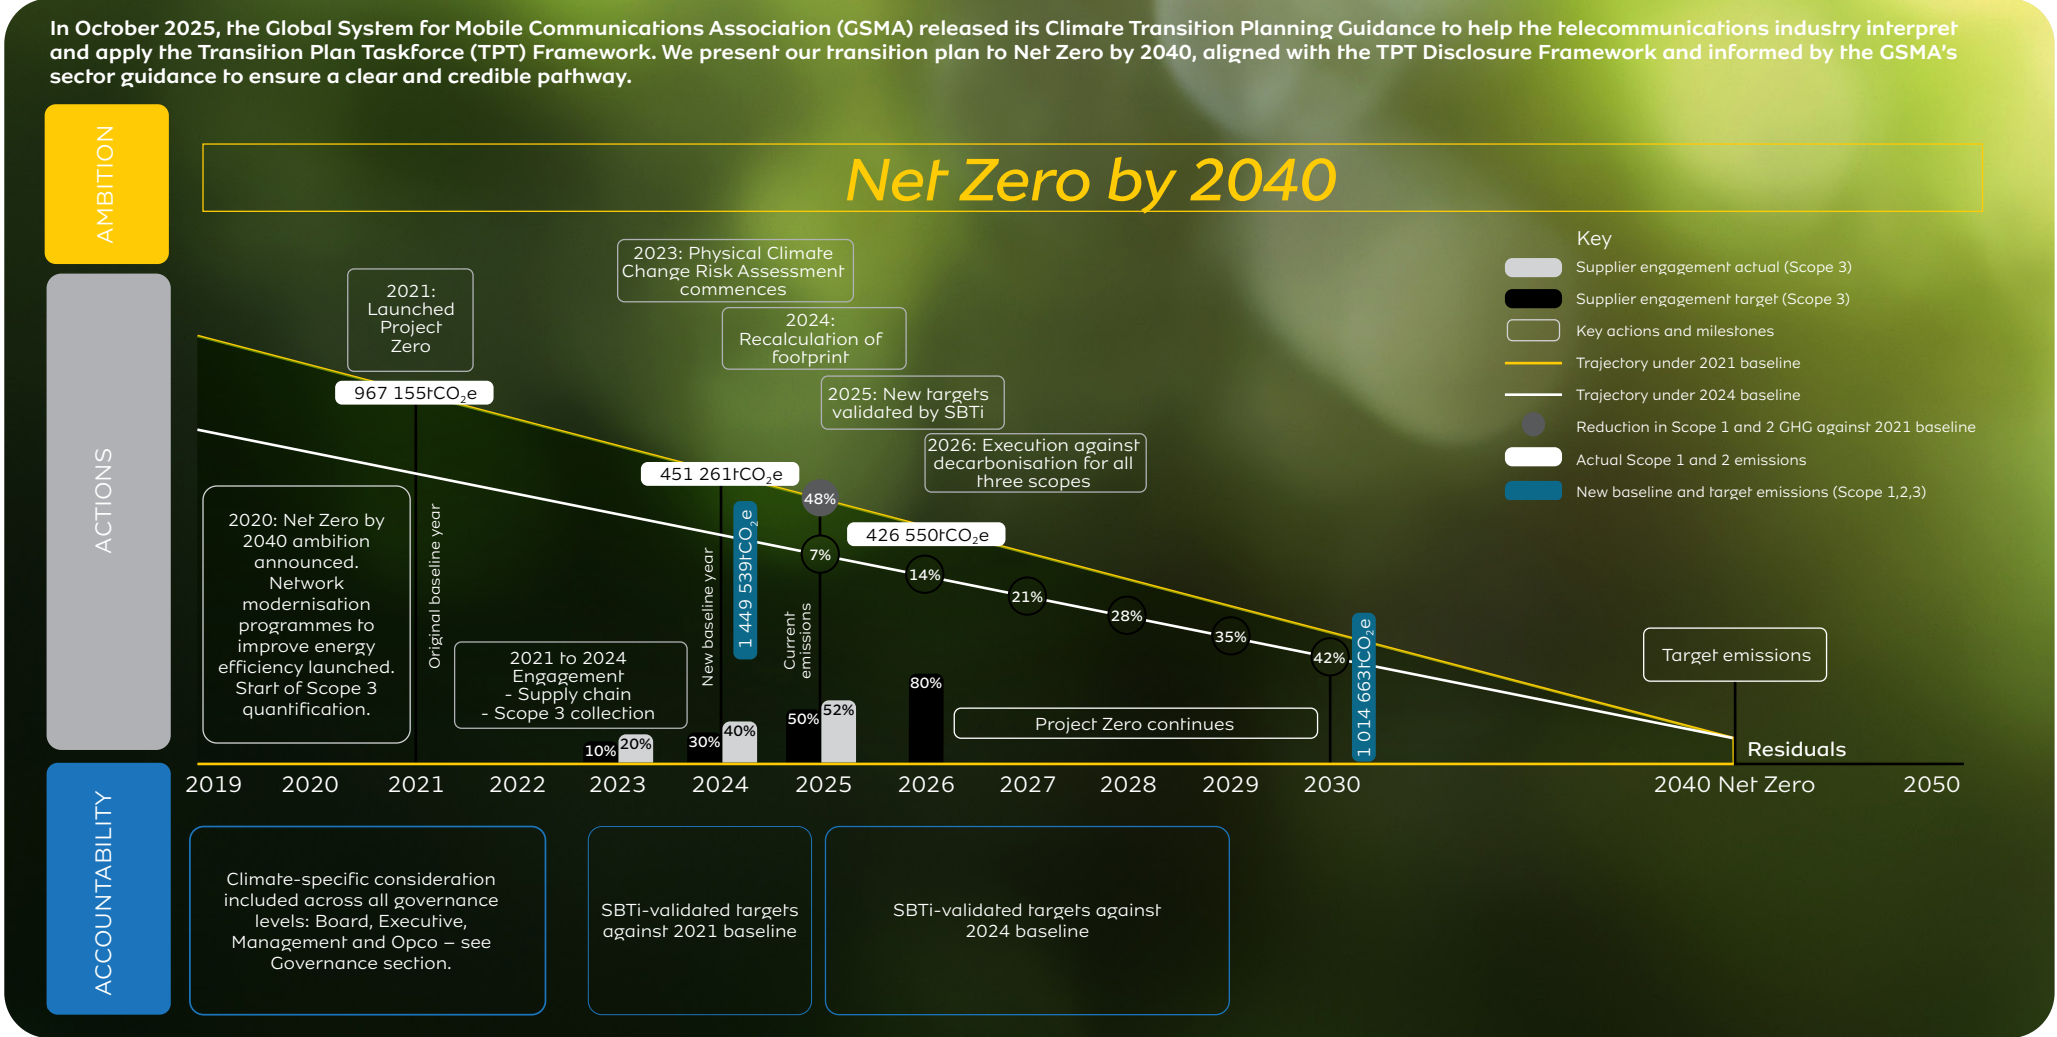 In October 2025, the Global System for Mobile Communications Association (GSMA) released its Climate Transition Planning Guidance to help the telecommunications industry interpret
and apply the Transition Plan Taskforce (TPT) Framework. We present our transition plan to Net Zero by 2040, aligned with the TPT Disclosure Framework and informed by the GSMA's
sector guidance to ensure a clear and credible pathway.
AMBITION
Net Zero by 2040
ACTIONS
Key
Supplier engagement actual (Scope 3)
Supplier engagement target (Scope 3)
Key actions and milestones
Trajectory under 2021 baseline
Trajectory under 2024 baseline
Reduction in Scope 1 and 2 GHG against 2021 baseline
Actual Scope 1 and 2 emissions
New baseline and target emissions (Scope 1,2,3)
2021:
Launched
Project
Zero
2023: Physical Climate
Change Risk Assessment
commences
2024:
Recalculation of
footprint
2025: New targets
validated by SBTi
2026: Execution against
decarbonisation for all
three scopes
967 155tCO₂e
451 261tCO₂e
426 550tCO₂e
2020: Net Zero by
2040 ambition
announced.
Network
modernisation
programmes to
improve energy
efficiency launched.
Start of Scope 3
quantification.
Original baseline year
2021 to 2024
Engagement
- Supply chain
- Scope 3 collection
New baseline year
1 449 539tCO₂e
Current
emissions
48%
7%
14%
21%
28%
35%
42%
1 014 663tCO₂e
10%
20%
30%
40%
50%
52%
80%
Project Zero continues
Target emissions
Residuals
2019
2020
2021
2022
2023
2024
2025
2026
2027
2028
2029
2030
2040 Net Zero
2050
ACCOUNTABILITY
Climate-specific consideration
included across all governance
levels: Board, Executive,
Management and Opco – see
Governance section.
SBTi-validated targets
against 2021 baseline
SBTi-validated targets against
2024 baseline